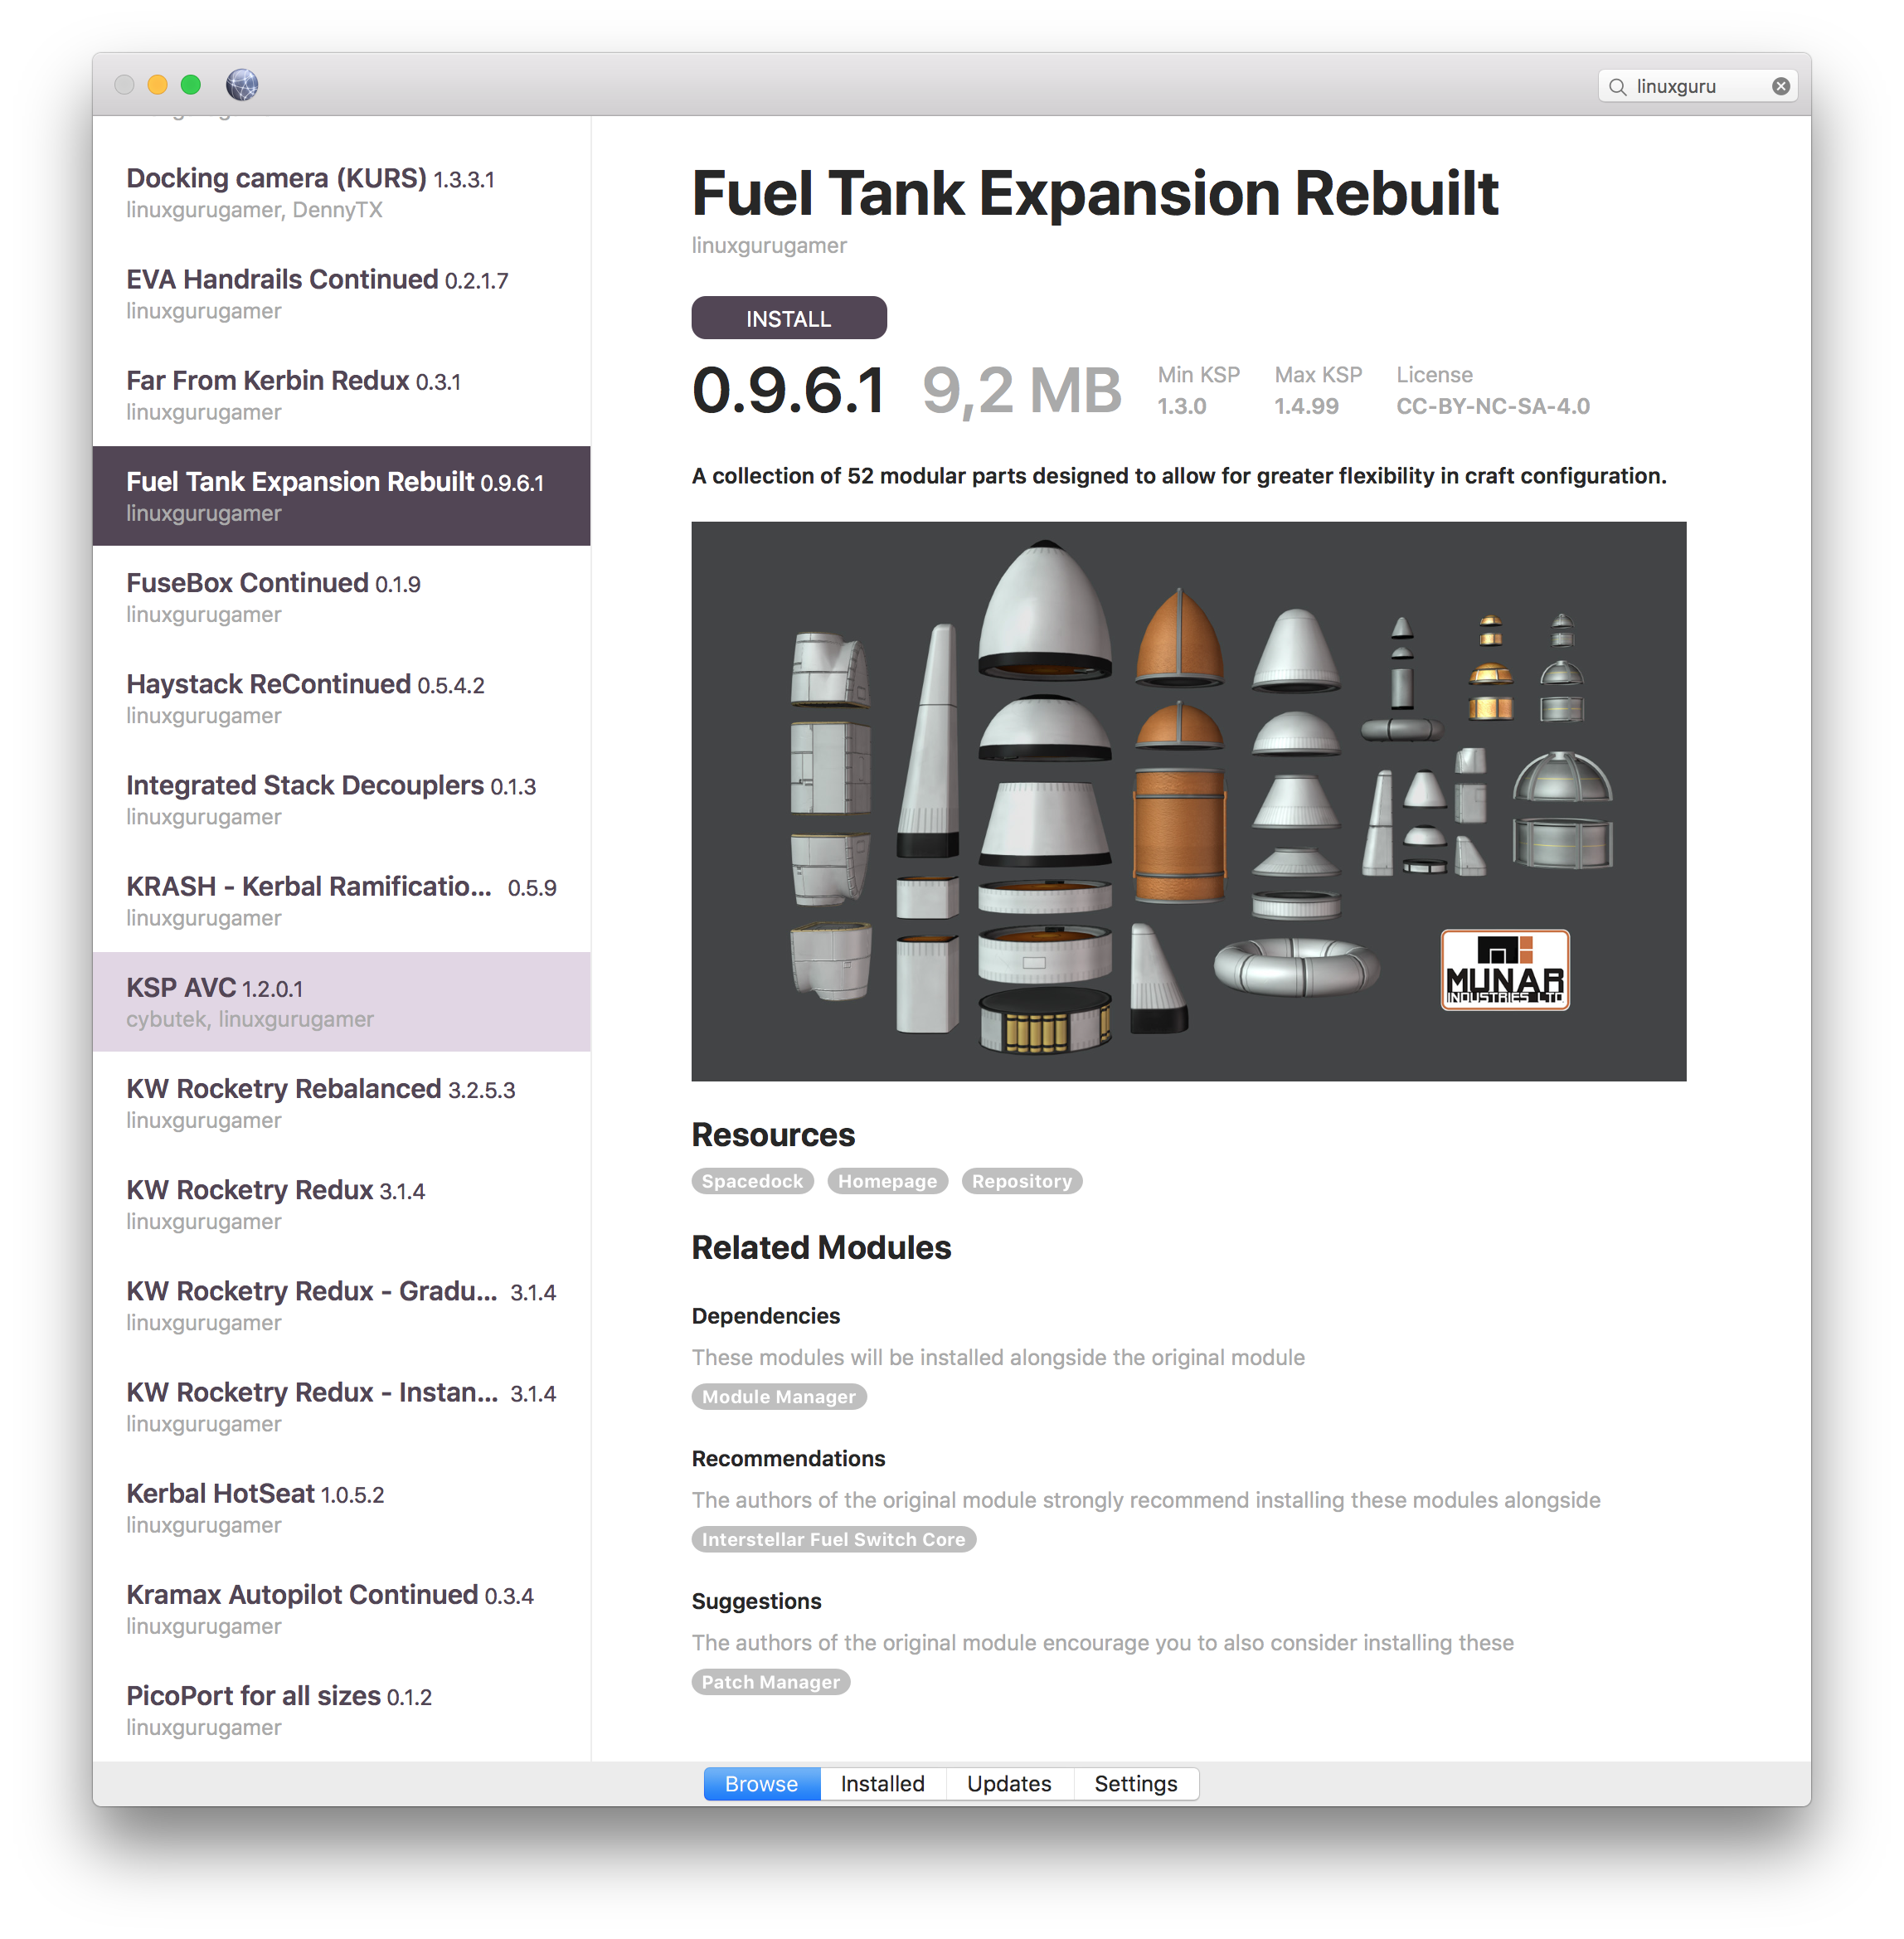 linuxguru
Docking camera (KURS) 1.3.3.1
linuxgurugamer, DennyTX
EVA Handrails Continued 0.2.1.7
linuxgurugamer
Far From Kerbin Redux 0.3.1
linuxgurugamer
Fuel Tank Expansion Rebuilt 0.9.6.1
linuxgurugamer
FuseBox Continued 0.1.9
linuxgurugamer
Haystack ReContinued 0.5.4.2
linuxgurugamer
Integrated Stack Decouplers 0.1.3
linuxgurugamer
KRASH - Kerbal Ramificatio... 0.5.9
linuxgurugamer
KSP AVC 1.2.0.1
cybutek, linuxgurugamer
KW Rocketry Rebalanced 3.2.5.3
linuxgurugamer
KW Rocketry Redux 3.1.4
linuxgurugamer
KW Rocketry Redux - Gradu... 3.1.4
linuxgurugamer
KW Rocketry Redux - Instan... 3.1.4
linuxgurugamer
Kerbal HotSeat 1.0.5.2
linuxgurugamer
Kramax Autopilot Continued 0.3.4
linuxgurugamer
PicoPort for all sizes 0.1.2
linuxgurugamer
Fuel Tank Expansion Rebuilt
linuxgurugamer
INSTALL
0.9.6.1 9,2 MB
Min KSP Max KSP License
1.3.0 1.4.99 CC-BY-NC-SA-4.0
A collection of 52 modular parts designed to allow for greater flexibility in craft configuration.
MUNAR
INDUSTRIES LTD
Resources
Spacedock Homepage Repository
Related Modules
Dependencies
These modules will be installed alongside the original module
Module Manager
Recommendations
The authors of the original module strongly recommend installing these modules alongside
Interstellar Fuel Switch Core
Suggestions
The authors of the original module encourage you to also consider installing these
Patch Manager
Browse Installed Updates Settings